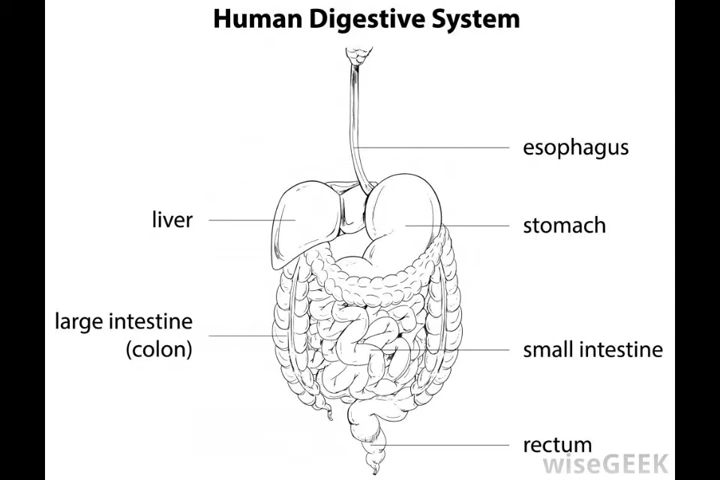 Human Digestive System
esophagus
liver
stomach
large intestine
(colon)
small intestine
rectum
wiseGEEK